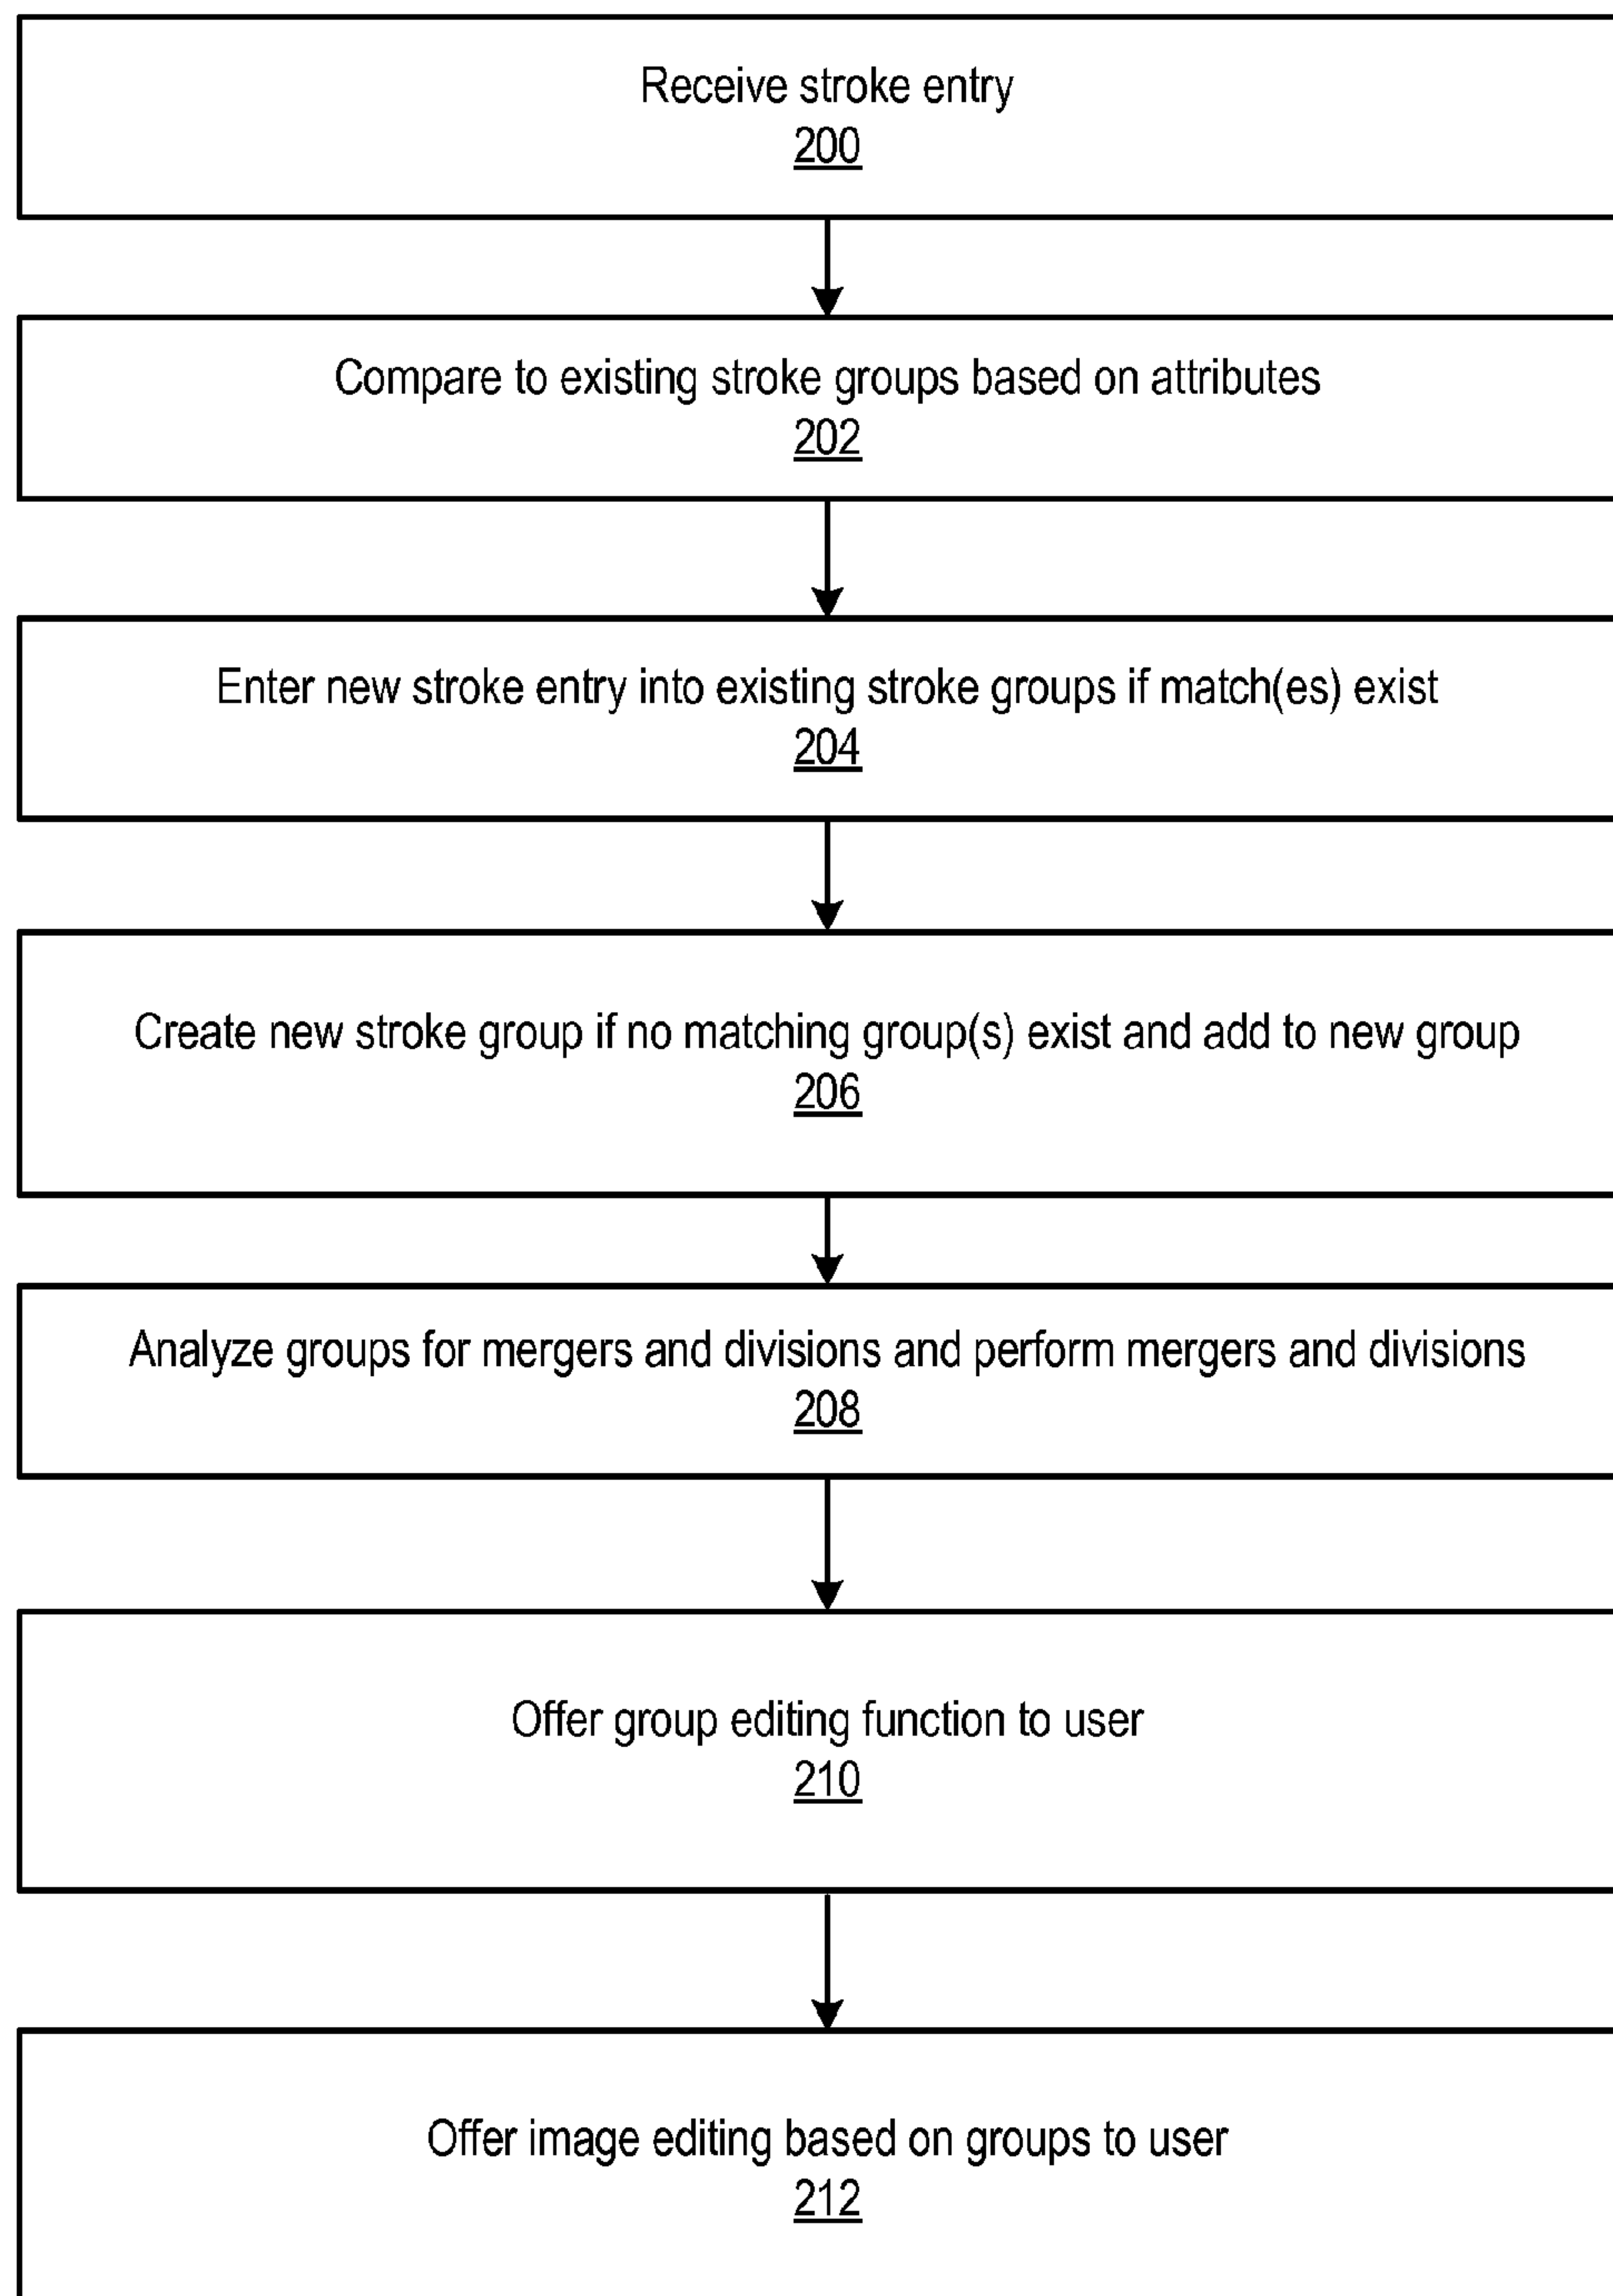 Receive stroke entry
200
Compare to existing stroke groups based on attributes
202
Enter new stroke entry into existing stroke groups if match(es) exist
204
Create new stroke group if no matching group(s) exist and add to new group
206
Analyze groups for mergers and divisions and perform mergers and divisions
208
Offer group editing function to user
210
Offer image editing based on groups to user
212